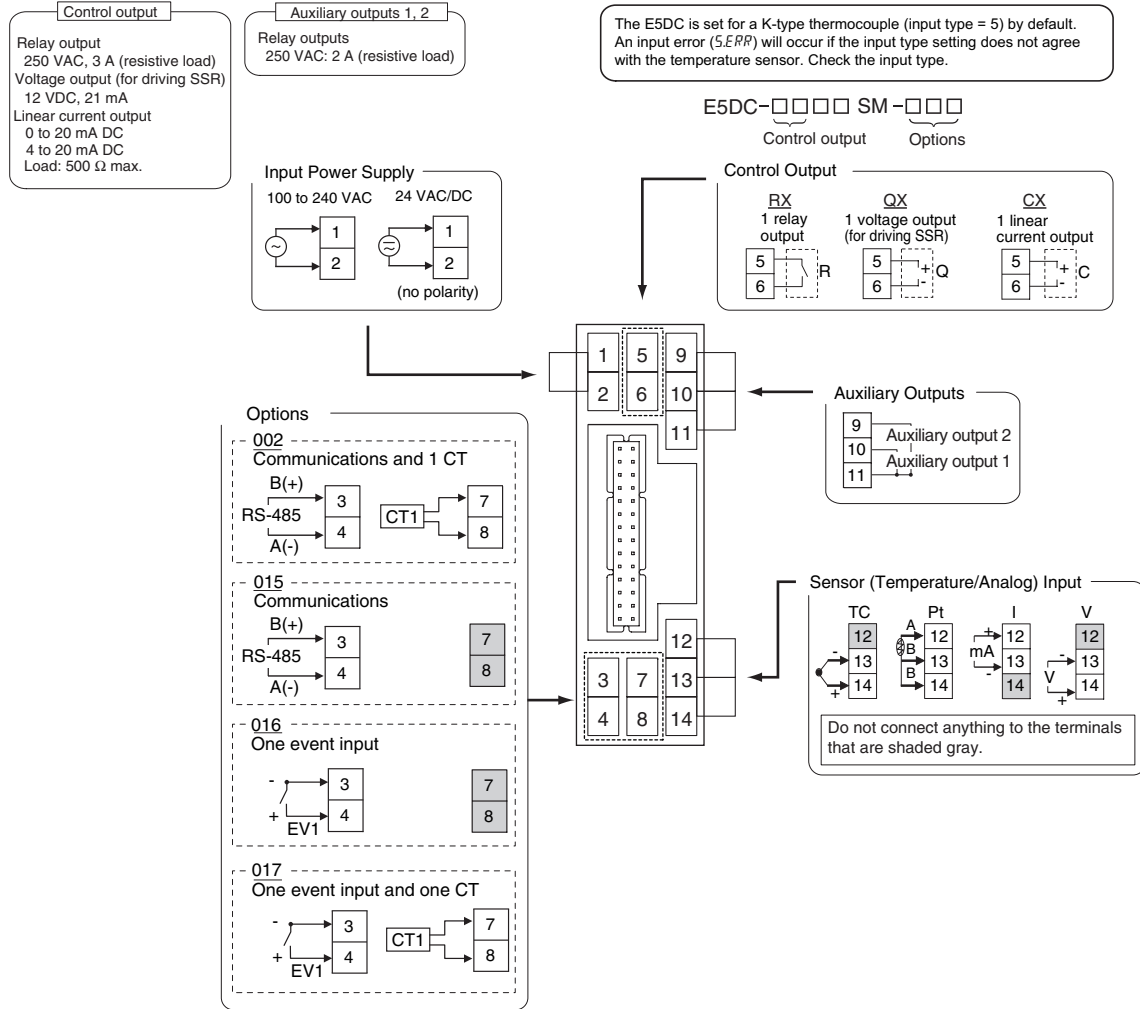 Control output
Relay output
250 VAC, 3 A (resistive load)
Voltage output (for driving SSR)
12 VDC, 21 mA
Linear current output
0 to 20 mA DC
4 to 20 mA DC
Load: 500 Ω max.
Auxiliary outputs 1, 2
Relay outputs
250 VAC: 2 A (resistive load)
The E5DC is set for a K-type thermocouple (input type = 5) by default.
An input error (S.ERR) will occur if the input type setting does not agree
with the temperature sensor. Check the input type.
E5DC-□□□□ SM -□□□
Control output
Options
Input Power Supply
100 to 240 VAC
24 VAC/DC
1
2
1
2
(no polarity)
Control Output
RX
1 relay
output
5
6
R
QX
1 voltage output
(for driving SSR)
5
6
+
-
Q
CX
1 linear
current output
5
6
+
-
C
1 5 9
2 6 10
11
12
3 7 13
4 8 14
Auxiliary Outputs
9
10
11
Auxiliary output 2
Auxiliary output 1
Options
002
Communications and 1 CT
B(+)
RS-485
A(-)
3
4
CT1
7
8
015
Communications
B(+)
RS-485
A(-)
3
4
7
8
016
One event input
-
+
EV1
3
4
7
8
017
One event input and one CT
-
+
EV1
3
4
CT1
7
8
Sensor (Temperature/Analog) Input
TC
12
13
14
-
+
Pt
A
B
B
12
13
14
I
+
mA
-
12
13
14
V
-
V
+
12
13
14
Do not connect anything to the terminals
that are shaded gray.